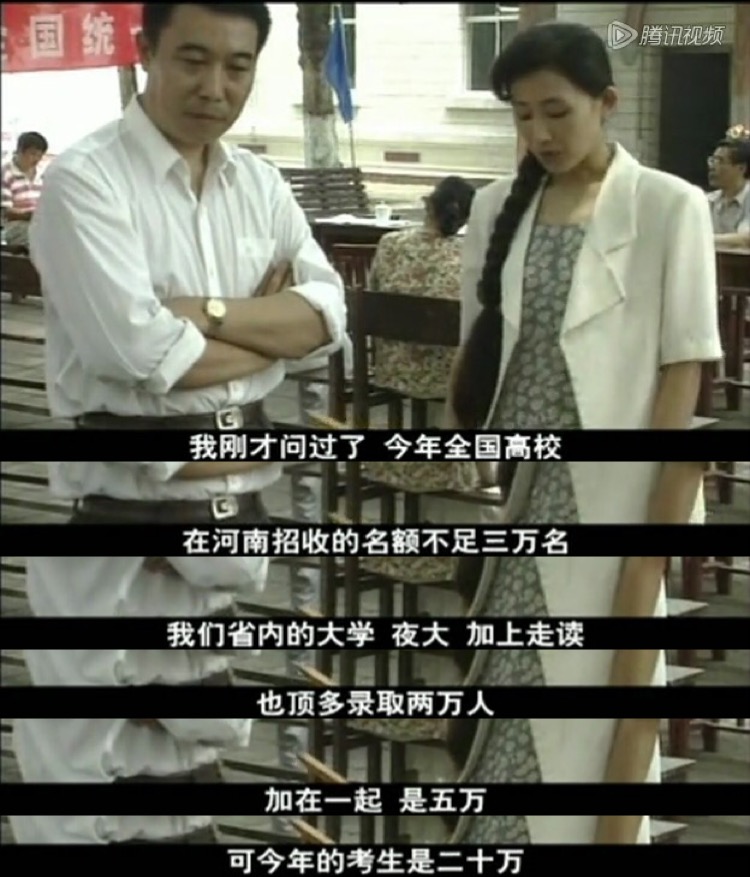 国统
腾讯视频
我刚才问过了 今年全国高校
在河南招收的名额不足三万名
我们省内的大学 夜大 加上走读
也顶多录取两万人
加在一起 是五万
可今年的考生是二十万